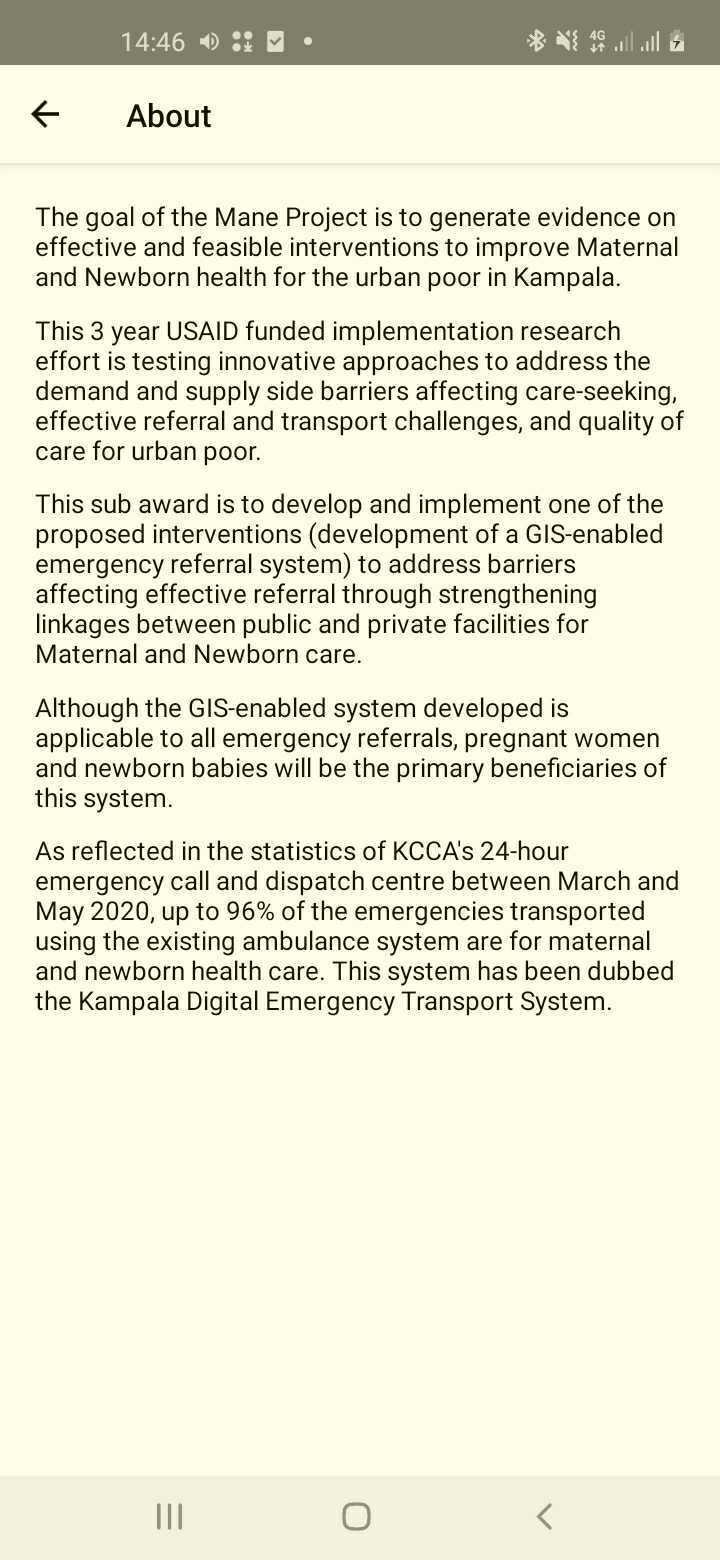 14:46
4G
About
The goal of the Mane Project is to generate evidence on
effective and feasible interventions to improve Maternal
and Newborn health for the urban poor in Kampala.
This 3 year USAID funded implementation research
effort is testing innovative approaches to address the
demand and supply side barriers affecting care-seeking,
effective referral and transport challenges, and quality of
care for urban poor.
This sub award is to develop and implement one of the
proposed interventions (development of a GIS-enabled
emergency referral system) to address barriers
affecting effective referral through strengthening
linkages between public and private facilities for
Maternal and Newborn care.
Although the GIS-enabled system developed is
applicable to all emergency referrals, pregnant women
and newborn babies will be the primary beneficiaries of
this system.
As reflected in the statistics of KCCA's 24-hour
emergency call and dispatch centre between March and
May 2020, up to 96% of the emergencies transported
using the existing ambulance system are for maternal
and newborn health care. This system has been dubbed
the Kampala Digital Emergency Transport System.